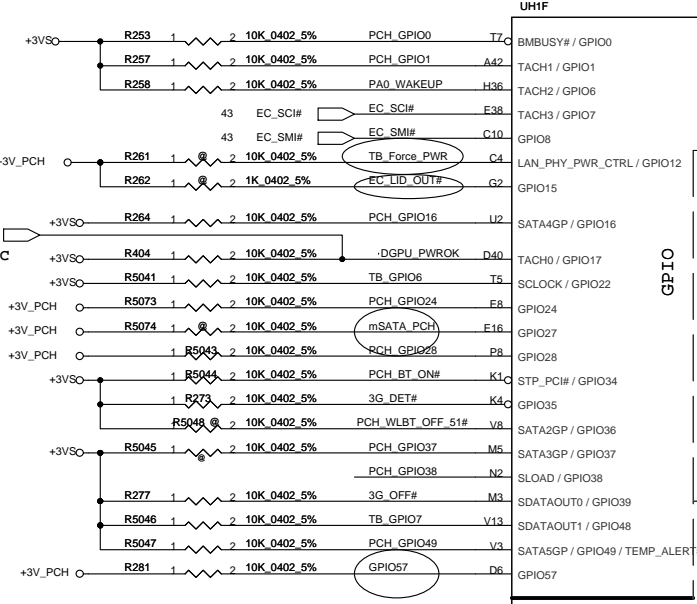 UH1F
+3VS R253 1 2 10K_0402_5% PCH_GPIO0 T7 BMBUSY# / GPIO0
R257 1 2 10K_0402_5% PCH_GPIO1 A42 TACH1 / GPIO1
R258 1 2 10K_0402_5% PA0_WAKEUP H36 TACH2 / GPIO6
43 EC_SCI# EC_SCI# E38 TACH3 / GPIO7
43 EC_SMI# EC_SMI# C10 GPIO8
+3V_PCH R261 1 @ 2 10K_0402_5% TB_Force_PWR C4 LAN_PHY_PWR_CTRL / GPIO12
R262 1 @ 2 1K_0402_5% EC_LID_OUT# G2 GPIO15
+3VS R264 1 2 10K_0402_5% PCH_GPIO16 U2 SATA4GP / GPIO16
C +3VS R404 1 2 10K_0402_5% DGPU_PWROK D40 TACH0 / GPIO17
GPIO
+3VS R5041 1 2 10K_0402_5% TB_GPIO6 T5 SCLOCK / GPIO22
+3V_PCH R5073 1 2 10K_0402_5% PCH_GPIO24 E8 GPIO24
+3V_PCH R5074 1 @ 2 10K_0402_5% mSATA_PCH E16 GPIO27
+3V_PCH R5043 1 2 10K_0402_5% PCH_GPIO28 P8 GPIO28
+3VS R5044 1 2 10K_0402_5% PCH_BT_ON# K1 STP_PCI# / GPIO34
R273 1 2 10K_0402_5% 3G_DET# K4 GPIO35
R5048 @ 1 2 10K_0402_5% PCH_WLBT_OFF_51# V8 SATA2GP / GPIO36
+3VS R5045 1 @ 2 10K_0402_5% PCH_GPIO37 M5 SATA3GP / GPIO37
PCH_GPIO38 N2 SLOAD / GPIO38
R277 1 2 10K_0402_5% 3G_OFF# M3 SDATAOUT0 / GPIO39
R5046 1 2 10K_0402_5% TB_GPIO7 V13 SDATAOUT1 / GPIO48
R5047 1 2 10K_0402_5% PCH_GPIO49 V3 SATA5GP / GPIO49 / TEMP_ALERT
+3V_PCH R281 1 2 10K_0402_5% GPIO57 D6 GPIO57